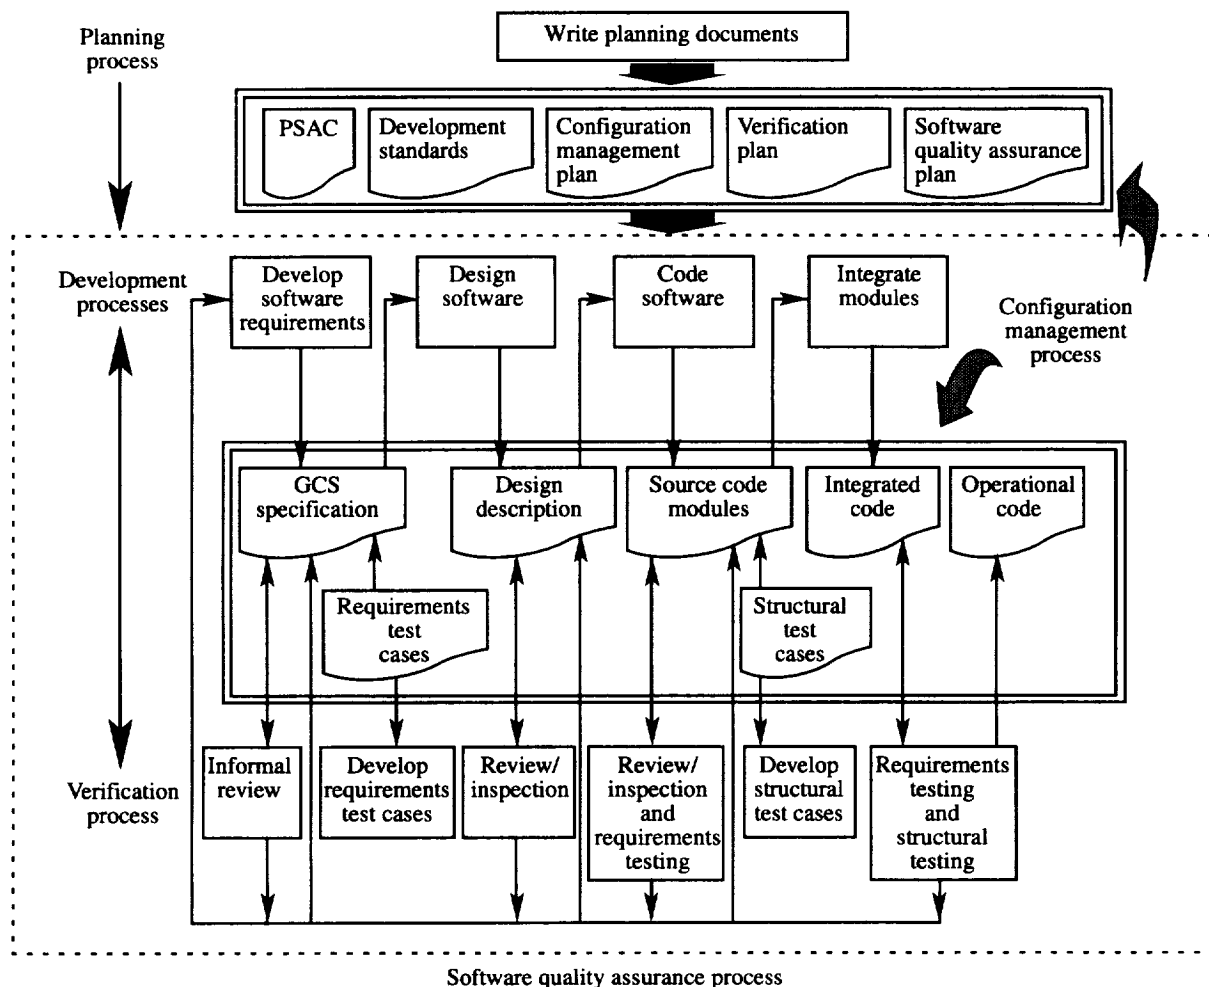 Planning
process
Write planning documents
PSAC
Development
standards
Configuration
management
plan
Verification
plan
Software
quality assurance
plan
Development
processes
Develop
software
requirements
Design
software
Code
software
Integrate
modules
Configuration
management
process
GCS
specification
Design
description
Source code
modules
Integrated
code
Operational
code
Requirements
test
cases
Structural
test
cases
Verification
process
Informal
review
Develop
requirements
test cases
Review/
inspection
Review/
inspection
and
requirements
testing
Develop
structural
test cases
Requirements
testing
and
structural
testing
Software quality assurance process